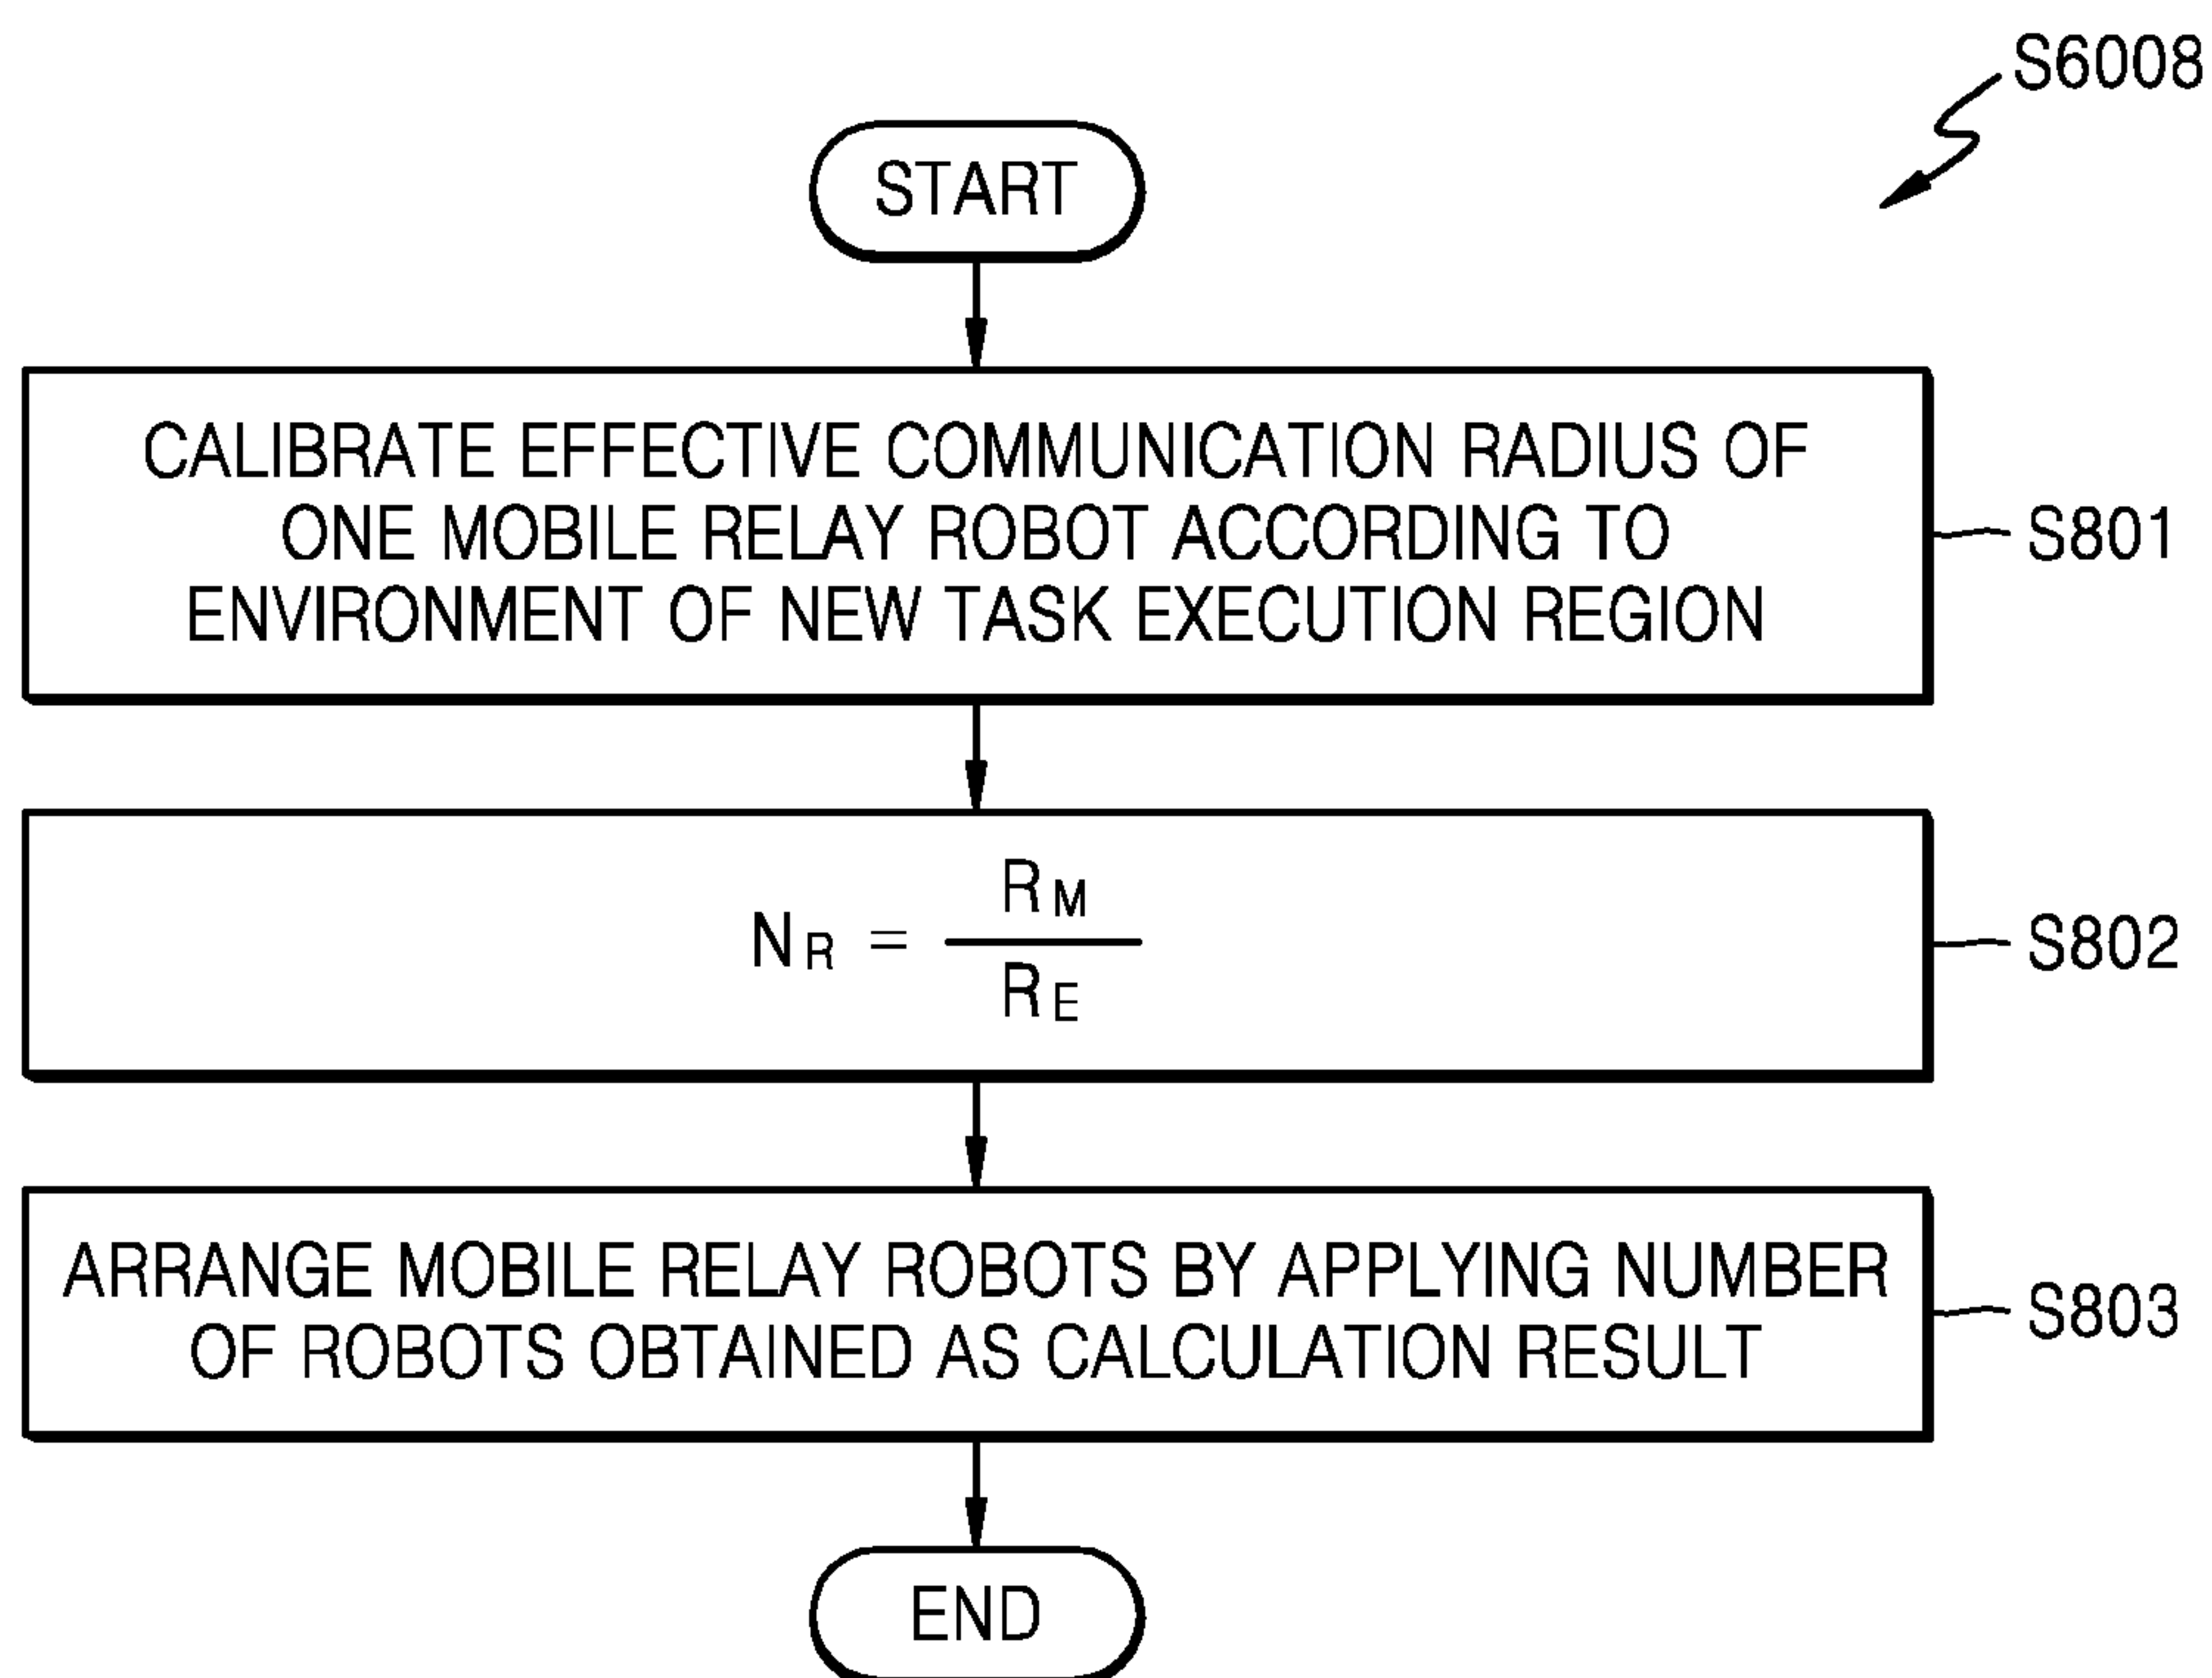 S6008
START
CALIBRATE EFFECTIVE COMMUNICATION RADIUS OF
ONE MOBILE RELAY ROBOT ACCORDING TO
ENVIRONMENT OF NEW TASK EXECUTION REGION
S801
NR = RM / RE
S802
ARRANGE MOBILE RELAY ROBOTS BY APPLYING NUMBER
OF ROBOTS OBTAINED AS CALCULATION RESULT
S803
END